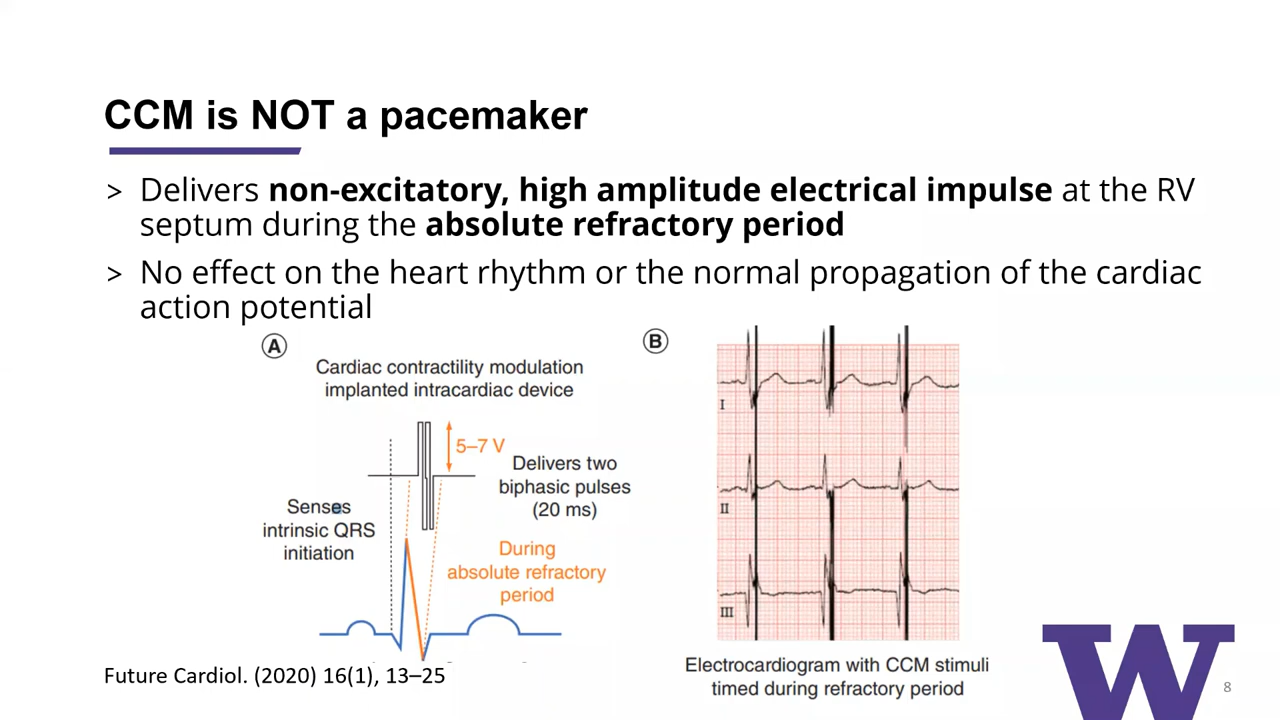 CCM is NOT a pacemaker
> Delivers non-excitatory, high amplitude electrical impulse at the RV
septum during the absolute refractory period
> No effect on the heart rhythm or the normal propagation of the cardiac
action potential
A
Cardiac contractility modulation
implanted intracardiac device
5–7 V
Delivers two
biphasic pulses
(20 ms)
Senses
intrinsic QRS
initiation
During
absolute refractory
period
B
I
II
III
Electrocardiogram with CCM stimuli
timed during refractory period
Future Cardiol. (2020) 16(1), 13–25
W
8